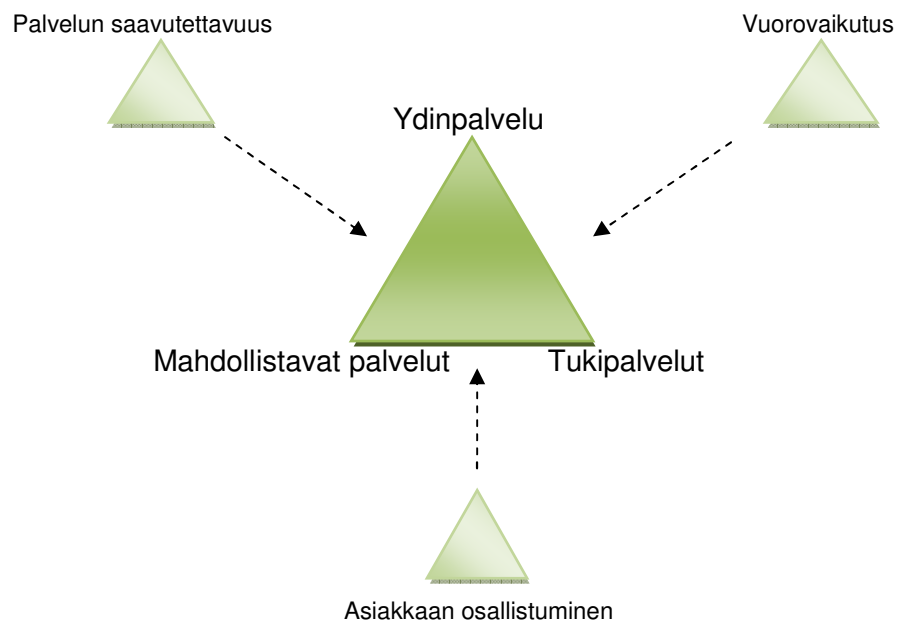 Palvelun saavutettavuus
Vuorovaikutus
Ydinpalvelu
Mahdollistavat palvelut
Tukipalvelut
Asiakkaan osallistuminen